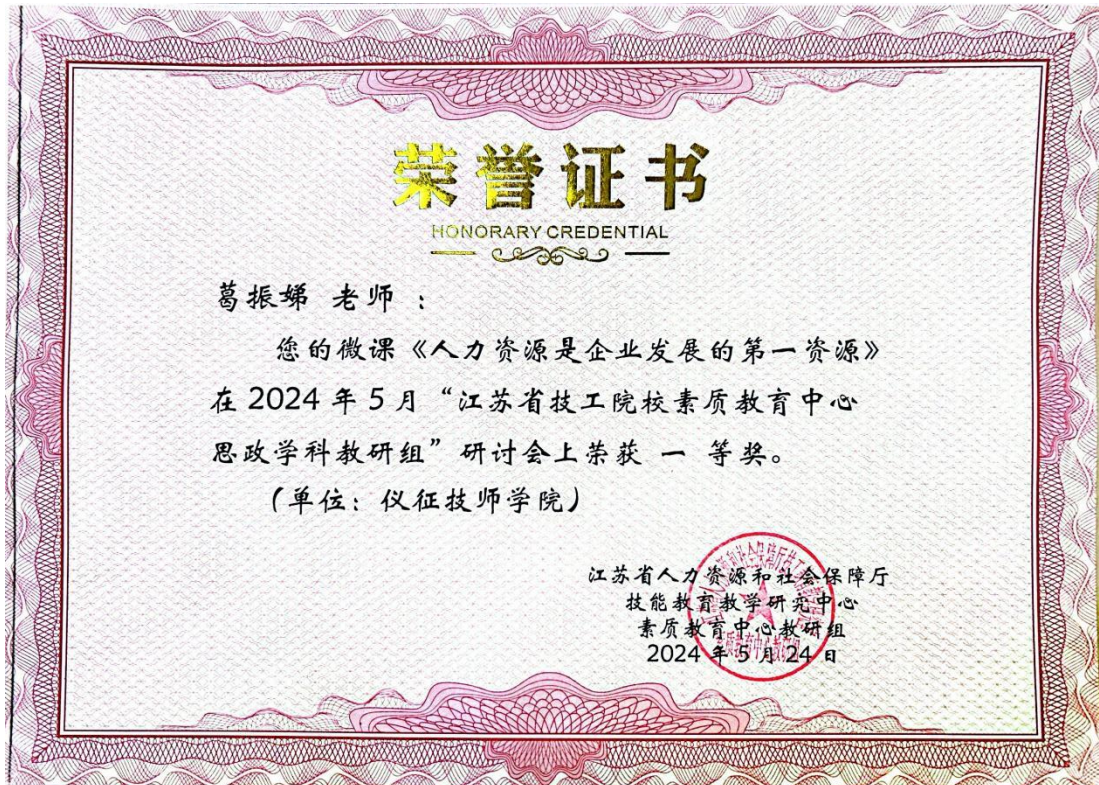 荣誉证书
HONORARY CREDENTIAL
葛振娣 老师 :
您的微课《人力资源是企业发展的第一资源》
在 2024 年 5 月 “江苏省技工院校素质教育中心
思政学科教研组” 研讨会上荣获 一 等奖。
(单位: 仪征技师学院)
江苏省人力资源和社会保障厅
技能教育教学研究中心
素质教育中心教研组
2024 年 5 月 24 日